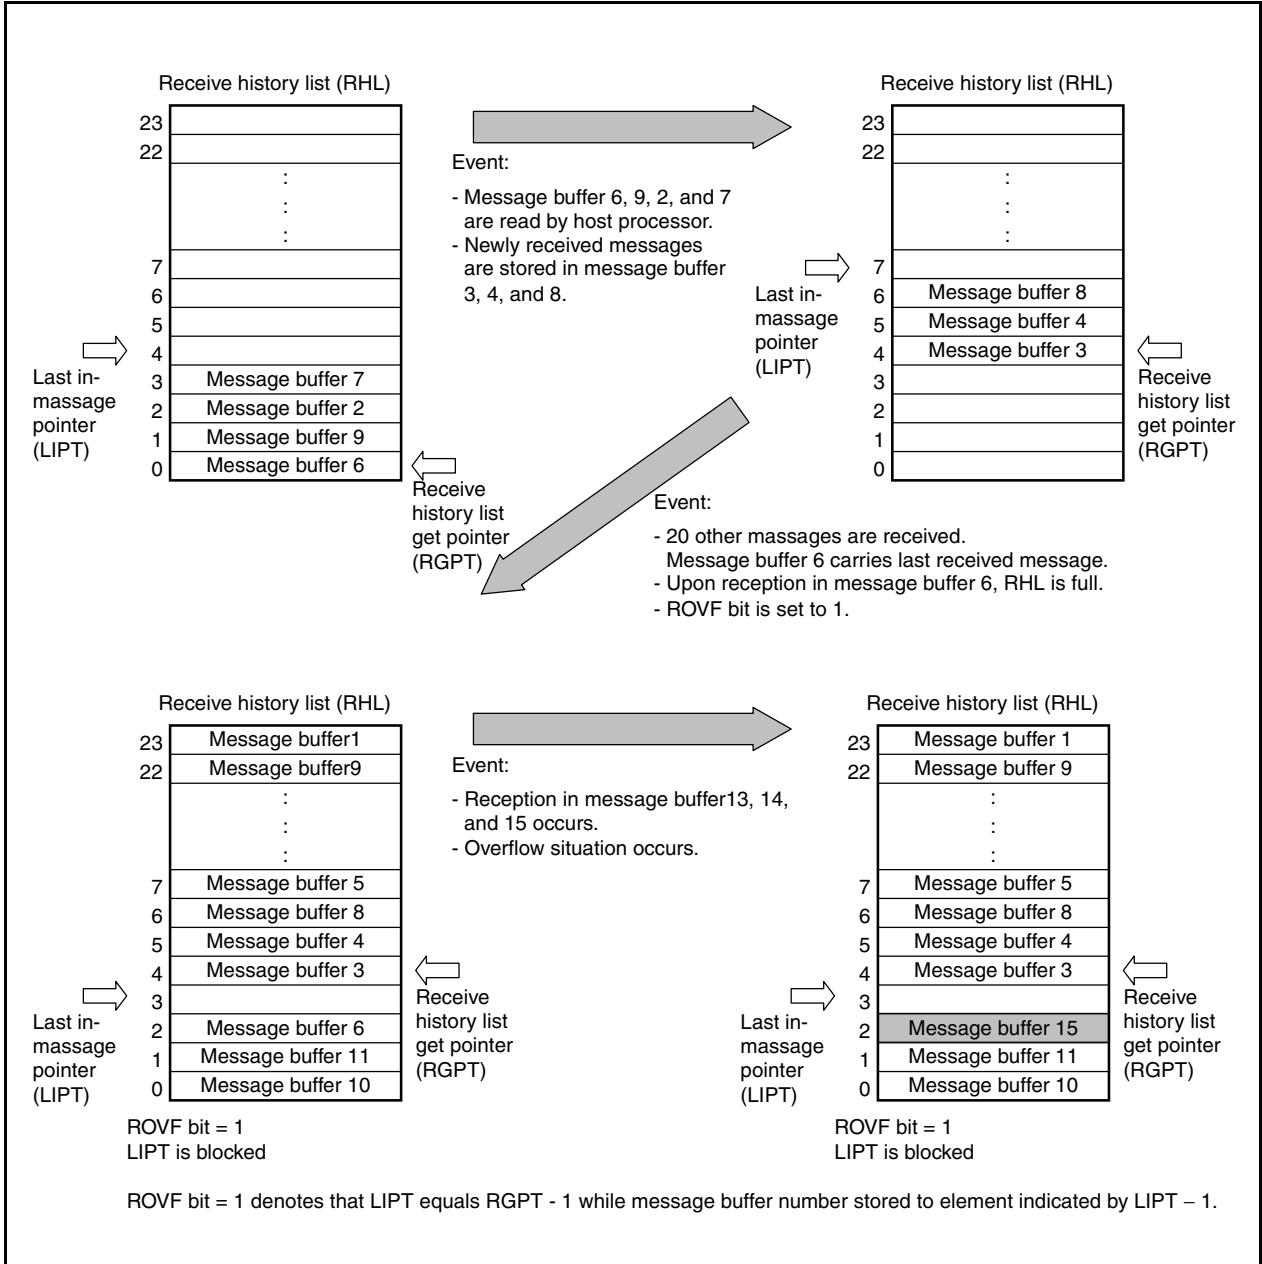 Receive history list (RHL)
23
22
:
:
:
7
6
5
4
3 Message buffer 7
2 Message buffer 2
1 Message buffer 9
0 Message buffer 6
Last in-
massage
pointer
(LIPT)
Receive
history list
get pointer
(RGPT)
Event:
- Message buffer 6, 9, 2, and 7
are read by host processor.
- Newly received messages
are stored in message buffer
3, 4, and 8.
Receive history list (RHL)
23
22
:
:
:
7
6 Message buffer 8
5 Message buffer 4
4 Message buffer 3
3
2
1
0
Last in-
massage
pointer
(LIPT)
Receive
history list
get pointer
(RGPT)
Event:
- 20 other massages are received.
Message buffer 6 carries last received message.
- Upon reception in message buffer 6, RHL is full.
- ROVF bit is set to 1.
Receive history list (RHL)
23 Message buffer1
22 Message buffer9
:
:
:
7 Message buffer 5
6 Message buffer 8
5 Message buffer 4
4 Message buffer 3
3
2 Message buffer 6
1 Message buffer 11
0 Message buffer 10
Last in-
massage
pointer
(LIPT)
Receive
history list
get pointer
(RGPT)
ROVF bit = 1
LIPT is blocked
Event:
- Reception in message buffer13, 14,
and 15 occurs.
- Overflow situation occurs.
Receive history list (RHL)
23 Message buffer 1
22 Message buffer 9
:
:
:
7 Message buffer 5
6 Message buffer 8
5 Message buffer 4
4 Message buffer 3
3
2 Message buffer 15
1 Message buffer 11
0 Message buffer 10
Last in-
massage
pointer
(LIPT)
Receive
history list
get pointer
(RGPT)
ROVF bit = 1
LIPT is blocked
ROVF bit = 1 denotes that LIPT equals RGPT - 1 while message buffer number stored to element indicated by LIPT – 1.